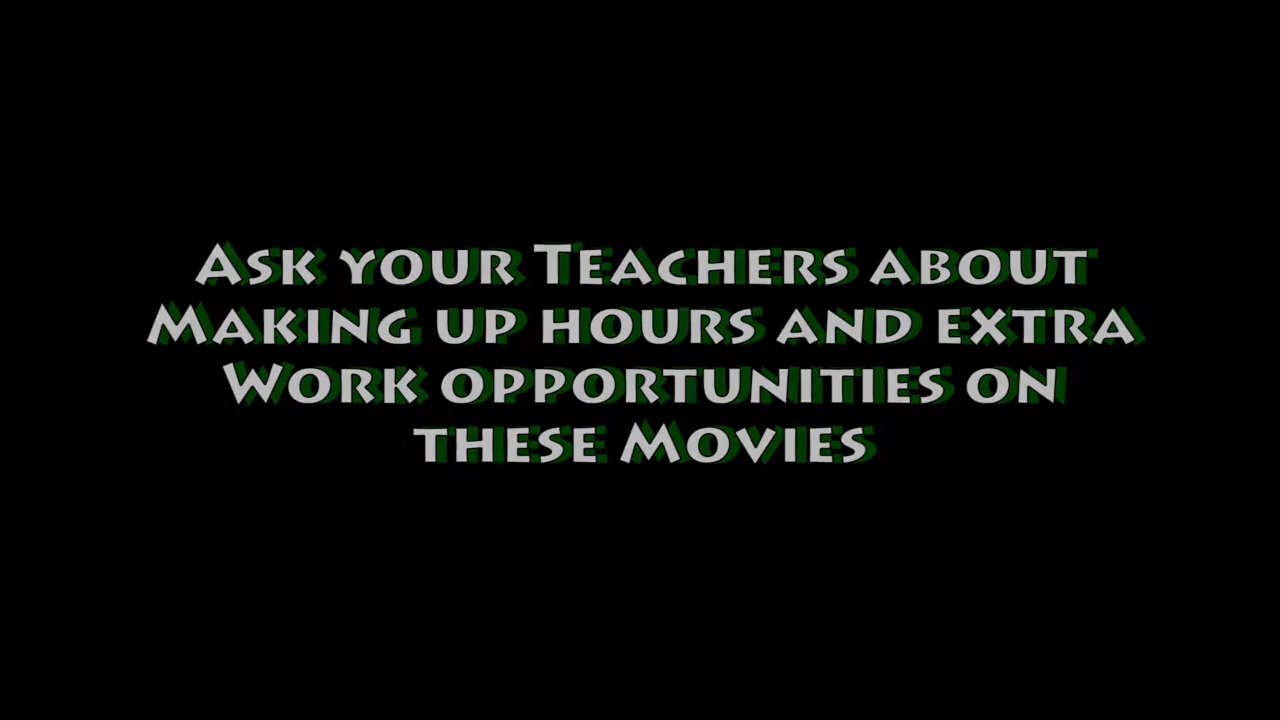 Ask your Teachers about
Making up hours and extra
Work opportunities on
these Movies